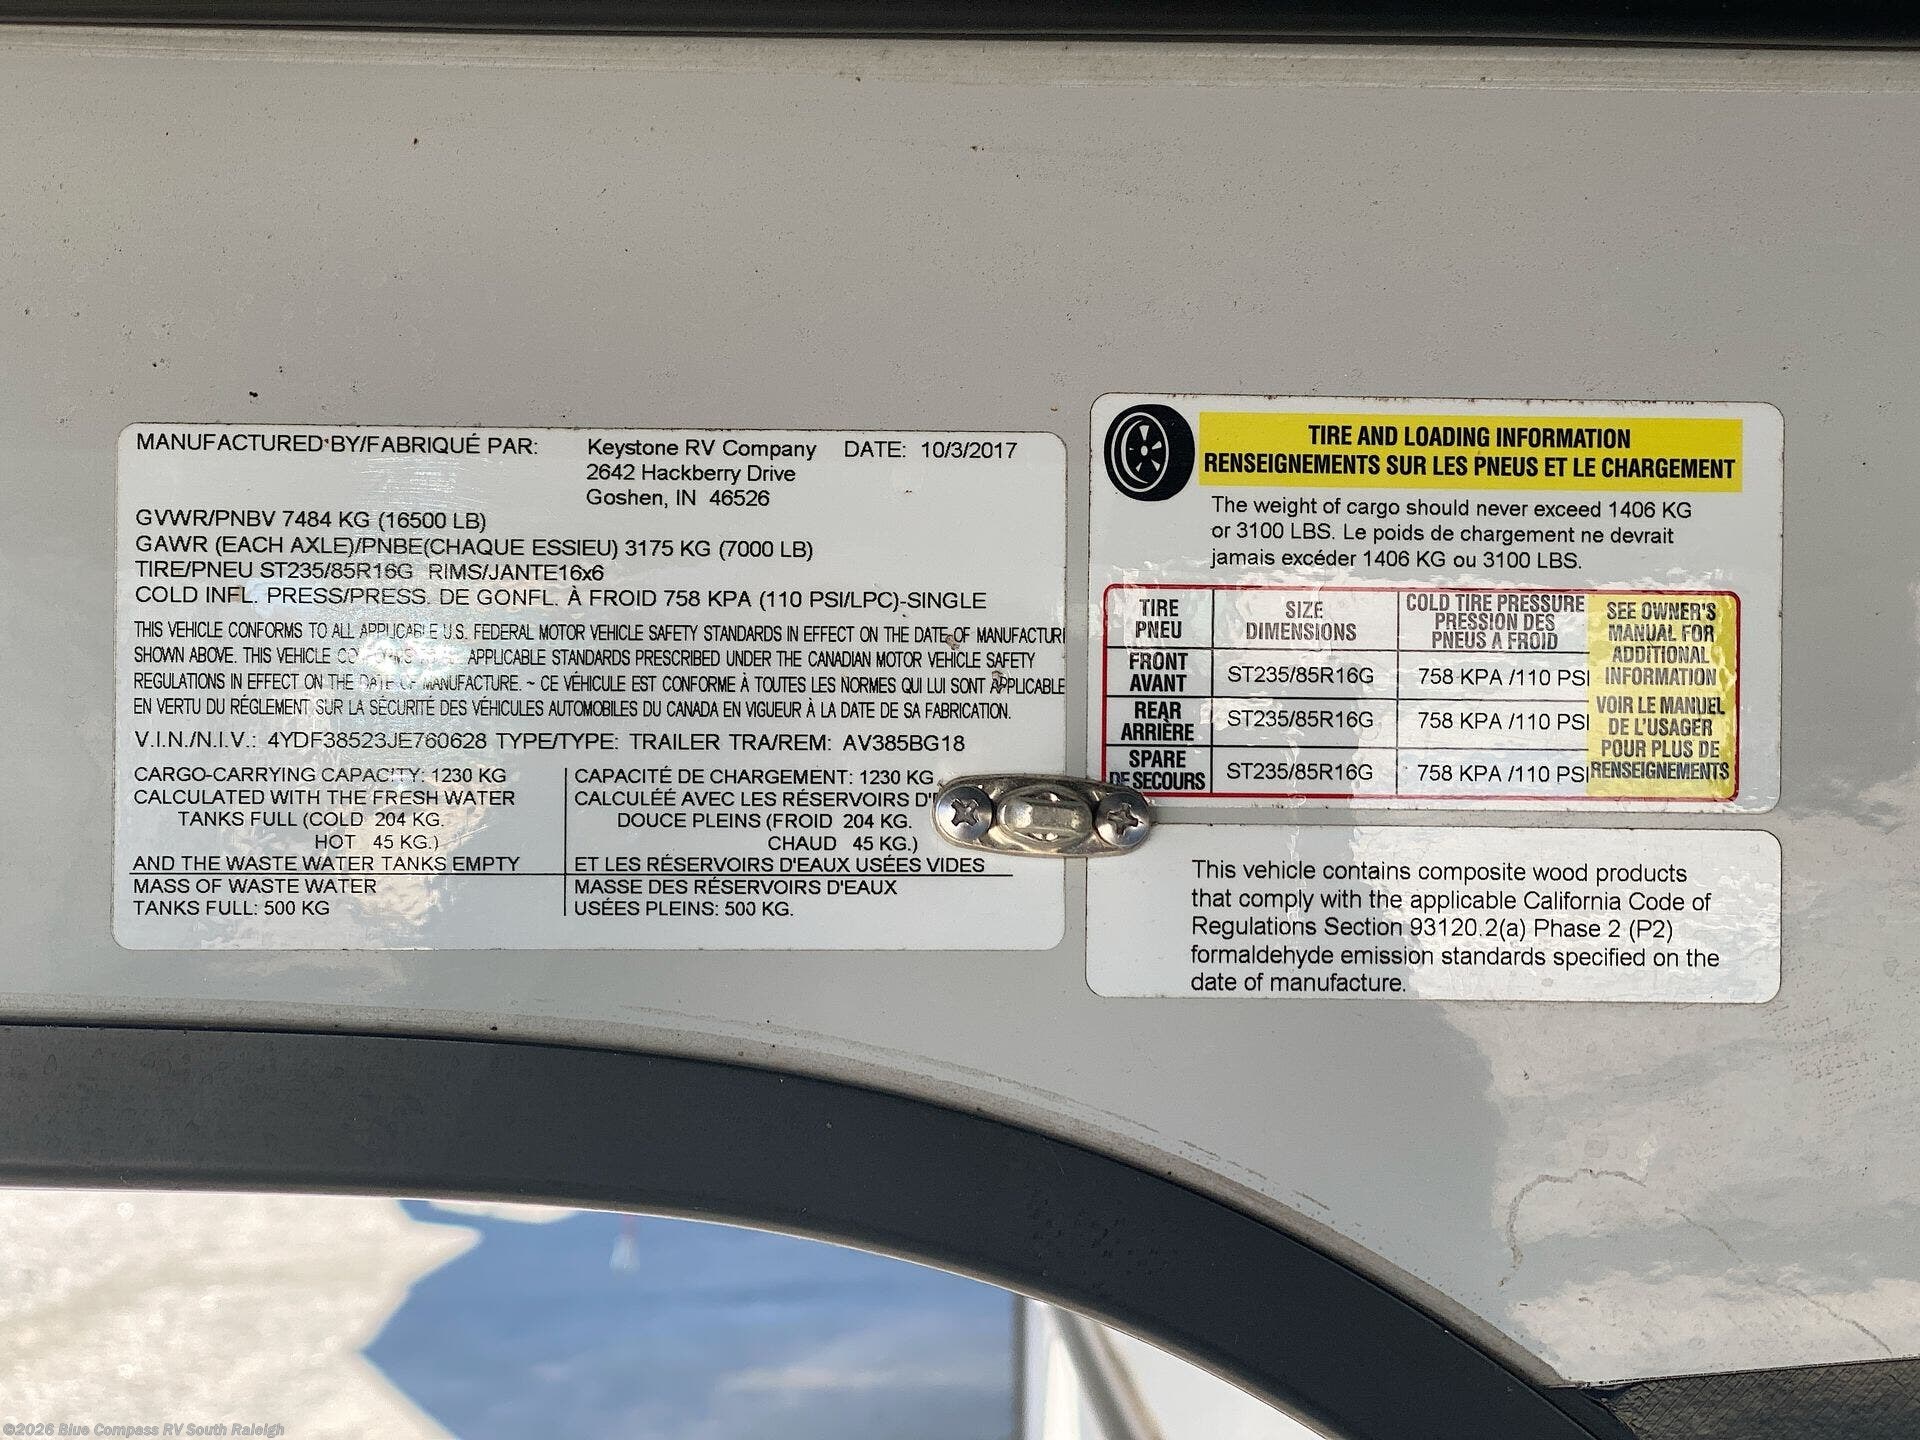 MANUFACTURED BY/FABRIQUÉ PAR: Keystone RV Company DATE: 10/3/2017
2642 Hackberry Drive
Goshen, IN 46526
GVWR/PNBV 7484 KG (16500 LB)
GAWR (EACH AXLE)/PNBE(CHAQUE ESSIEU) 3175 KG (7000 LB)
TIRE/PNEU ST235/85R16G RIMS/JANTE16x6
COLD INFL. PRESS/PRESS. DE GONFL. À FROID 758 KPA (110 PSI/LPC)-SINGLE
THIS VEHICLE CONFORMS TO ALL APPLICABLE U.S. FEDERAL MOTOR VEHICLE SAFETY STANDARDS IN EFFECT ON THE DATE OF MANUFACTUR
SHOWN ABOVE. THIS VEHICLE APPLICABLE STANDARDS PRESCRIBED UNDER THE CANADIAN MOTOR VEHICLE SAFETY
REGULATIONS IN EFFECT ON THE DATE OF MANUFACTURE. ~ CE VÉHICULE EST CONFORME À TOUTES LES NORMES QUI LUI SONT APPLICABLE
EN VERTU DU RÉGLEMENT SUR LA SÉCURITÉ DES VÉHICULES AUTOMOBILES DU CANADA EN VIGUEUR À LA DATE DE SA FABRICATION.
V.I.N./N.I.V.: 4YDF38523JE760628 TYPE/TYPE: TRAILER TRA/REM: AV385BG18
CARGO-CARRYING CAPACITY: 1230 KG
CALCULATED WITH THE FRESH WATER
TANKS FULL (COLD 204 KG.
HOT 45 KG.)
AND THE WASTE WATER TANKS EMPTY
MASS OF WASTE WATER
TANKS FULL: 500 KG
CAPACITÉ DE CHARGEMENT: 1230 KG
CALCULÉE AVEC LES RÉSERVOIRS
DOUCE PLEINS (FROID 204 KG.
CHAUD 45 KG.)
ET LES RÉSERVOIRS D'EAUX USÉES VIDES
MASSE DES RÉSERVOIRS D'EAUX
USÉES PLEINS: 500 KG.
TIRE AND LOADING INFORMATION
RENSEIGNEMENTS SUR LES PNEUS ET LE CHARGEMENT
The weight of cargo should never exceed 1406 KG
or 3100 LBS. Le poids de chargement ne devrait
jamais excéder 1406 KG ou 3100 LBS.
TIRE
PNEU
SIZE
DIMENSIONS
COLD TIRE PRESSURE
PRESSION DES
PNEUS A FROID
FRONT
AVANT
ST235/85R16G
758 KPA /110 PSI
REAR
ARRIÈRE
ST235/85R16G
758 KPA /110 PSI
SPARE
DE SECOURS
ST235/85R16G
758 KPA /110 PSI
SEE OWNER'S
MANUAL FOR
ADDITIONAL
INFORMATION
VOIR LE MANUEL
DE L'USAGER
POUR PLUS DE
RENSEIGNEMENTS
This vehicle contains composite wood products
that comply with the applicable California Code of
Regulations Section 93120.2(a) Phase 2 (P2)
formaldehyde emission standards specified on the
date of manufacture.
©2026 Blue Compass RV South Raleigh